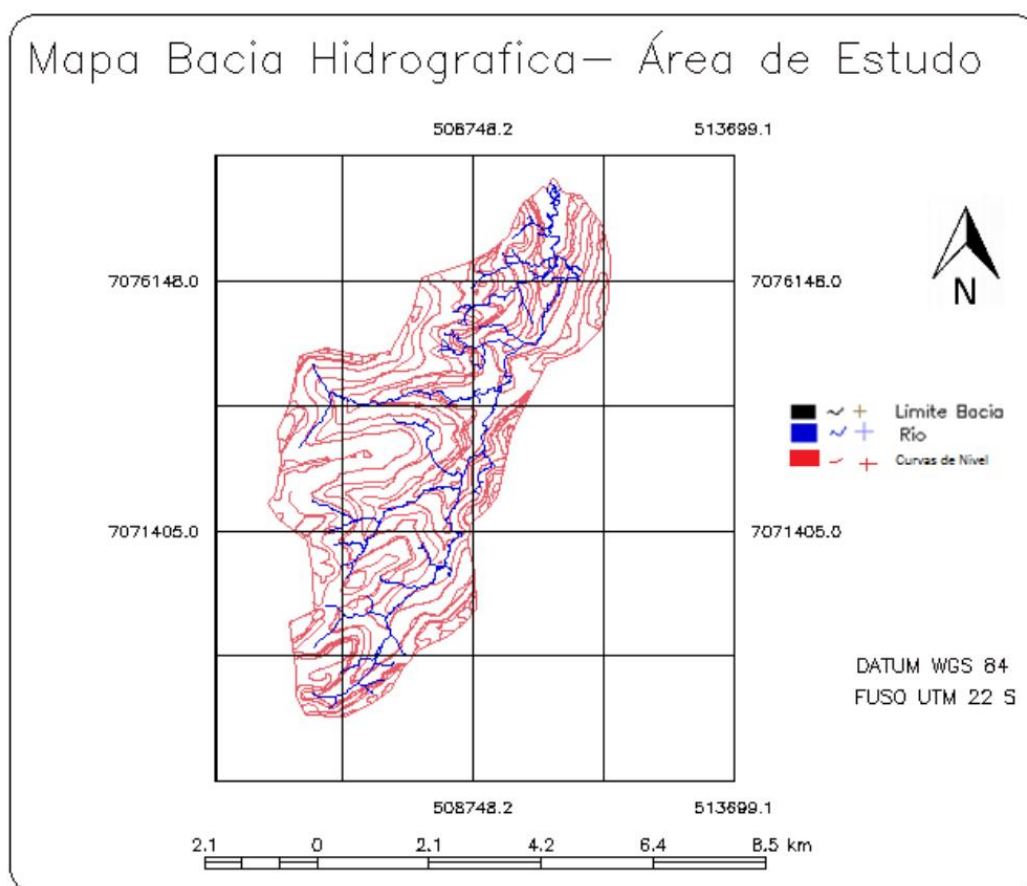 Mapa Bacia Hidrografica— Área de Estudo
508748.2 513699.1
7076148.0 7076148.0
N
Limite Bacia
Rio
Curvas de Nivel
7071405.0 7071405.0
DATUM WGS 84
FUSO UTM 22 S
508748.2 513699.1
2.1 0 2.1 4.2 6.4 8.5 km